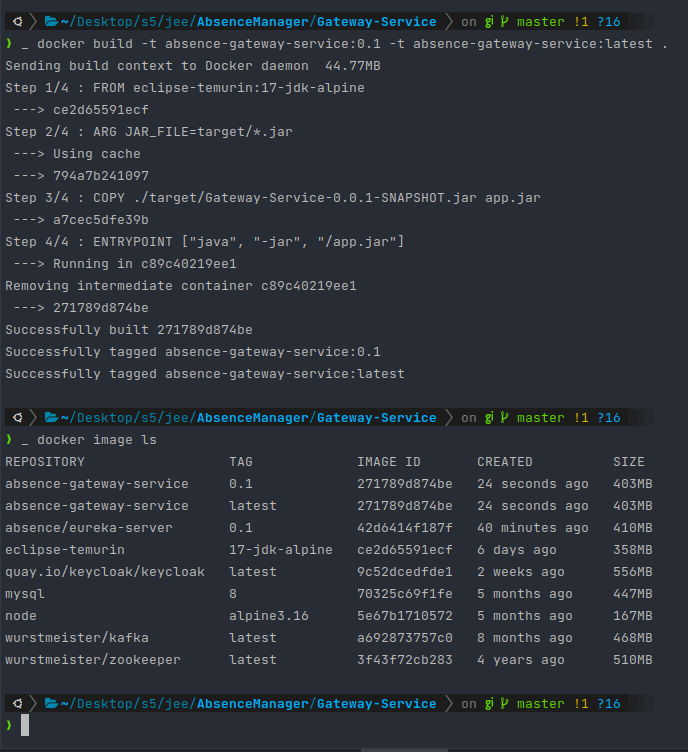 ~/Desktop/s5/jee/AbsenceManager/Gateway-Service on gi master !1 ?16
❯ _ docker build -t absence-gateway-service:0.1 -t absence-gateway-service:latest .
Sending build context to Docker daemon  44.77MB
Step 1/4 : FROM eclipse-temurin:17-jdk-alpine
 ---> ce2d65591ecf
Step 2/4 : ARG JAR_FILE=target/*.jar
 ---> Using cache
 ---> 794a7b241097
Step 3/4 : COPY ./target/Gateway-Service-0.0.1-SNAPSHOT.jar app.jar
 ---> a7cec5dfe39b
Step 4/4 : ENTRYPOINT ["java", "-jar", "/app.jar"]
 ---> Running in c89c40219ee1
Removing intermediate container c89c40219ee1
 ---> 271789d874be
Successfully built 271789d874be
Successfully tagged absence-gateway-service:0.1
Successfully tagged absence-gateway-service:latest
~/Desktop/s5/jee/AbsenceManager/Gateway-Service on gi master !1 ?16
❯ _ docker image ls
REPOSITORY                  TAG             IMAGE ID       CREATED          SIZE
absence-gateway-service     0.1             271789d874be   24 seconds ago   403MB
absence-gateway-service     latest          271789d874be   24 seconds ago   403MB
absence/eureka-server       0.1             42d6414f187f   40 minutes ago   410MB
eclipse-temurin             17-jdk-alpine   ce2d65591ecf   6 days ago       358MB
quay.io/keycloak/keycloak   latest          9c52dcedfde1   2 weeks ago      556MB
mysql                       8               70325c69f1fe   5 months ago     447MB
node                        alpine3.16      5e67b1710572   5 months ago     167MB
wurstmeister/kafka          latest          a692873757c0   8 months ago     468MB
wurstmeister/zookeeper      latest          3f43f72cb283   4 years ago      510MB
~/Desktop/s5/jee/AbsenceManager/Gateway-Service on gi master !1 ?16
❯